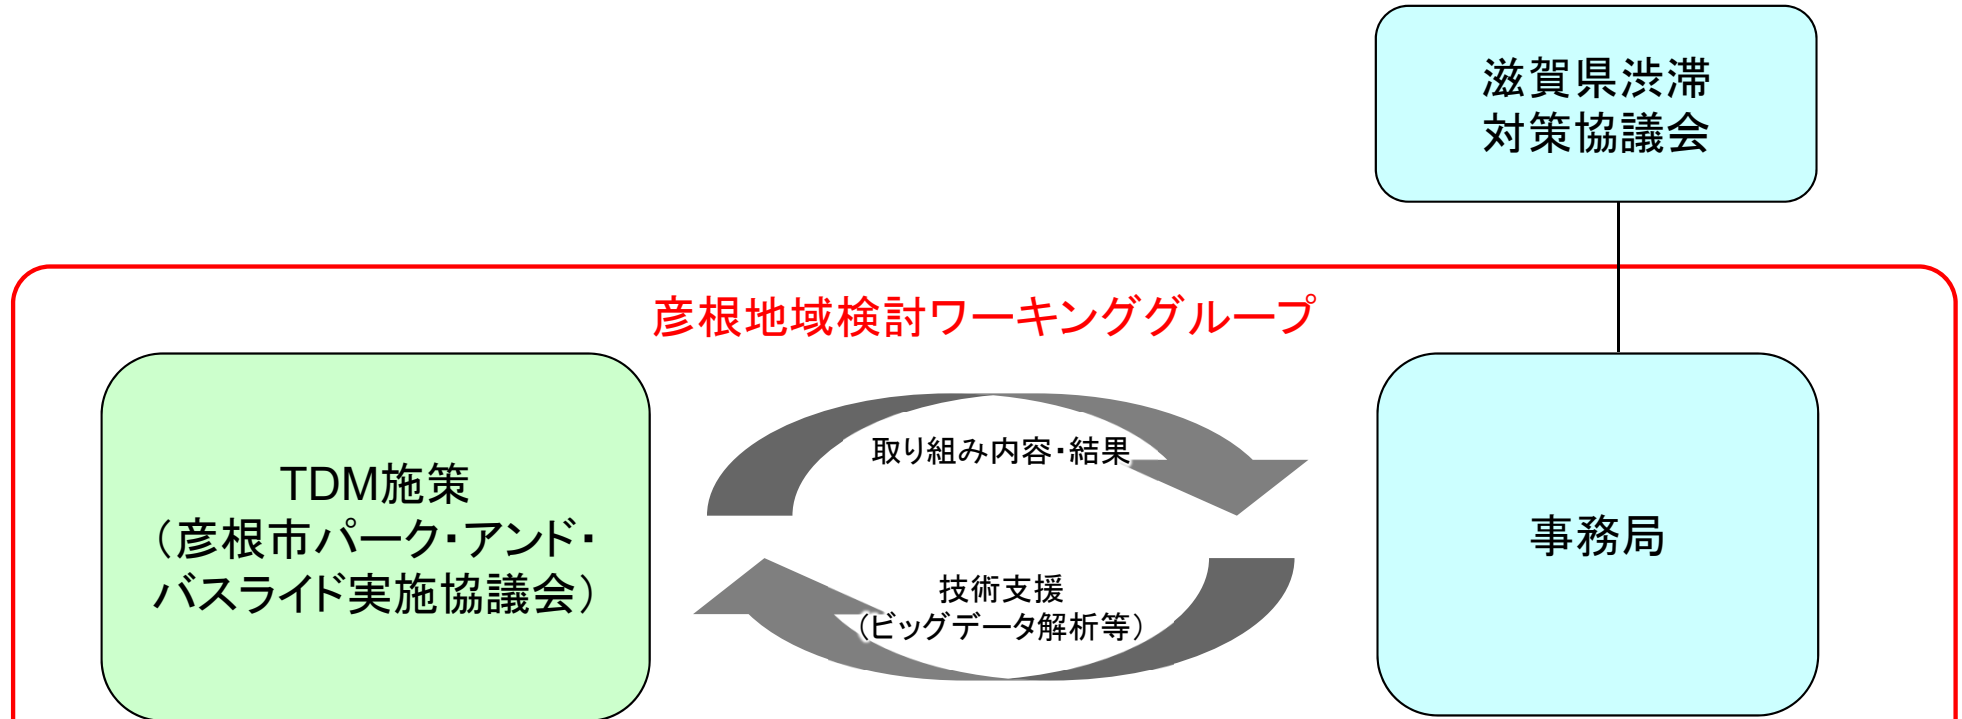 滋賀県渋滞
対策協議会
彦根地域検討ワーキンググループ
TDM施策
（彦根市パーク・アンド・
バスライド実施協議会）
取り組み内容・結果
技術支援
（ビッグデータ解析等）
事務局